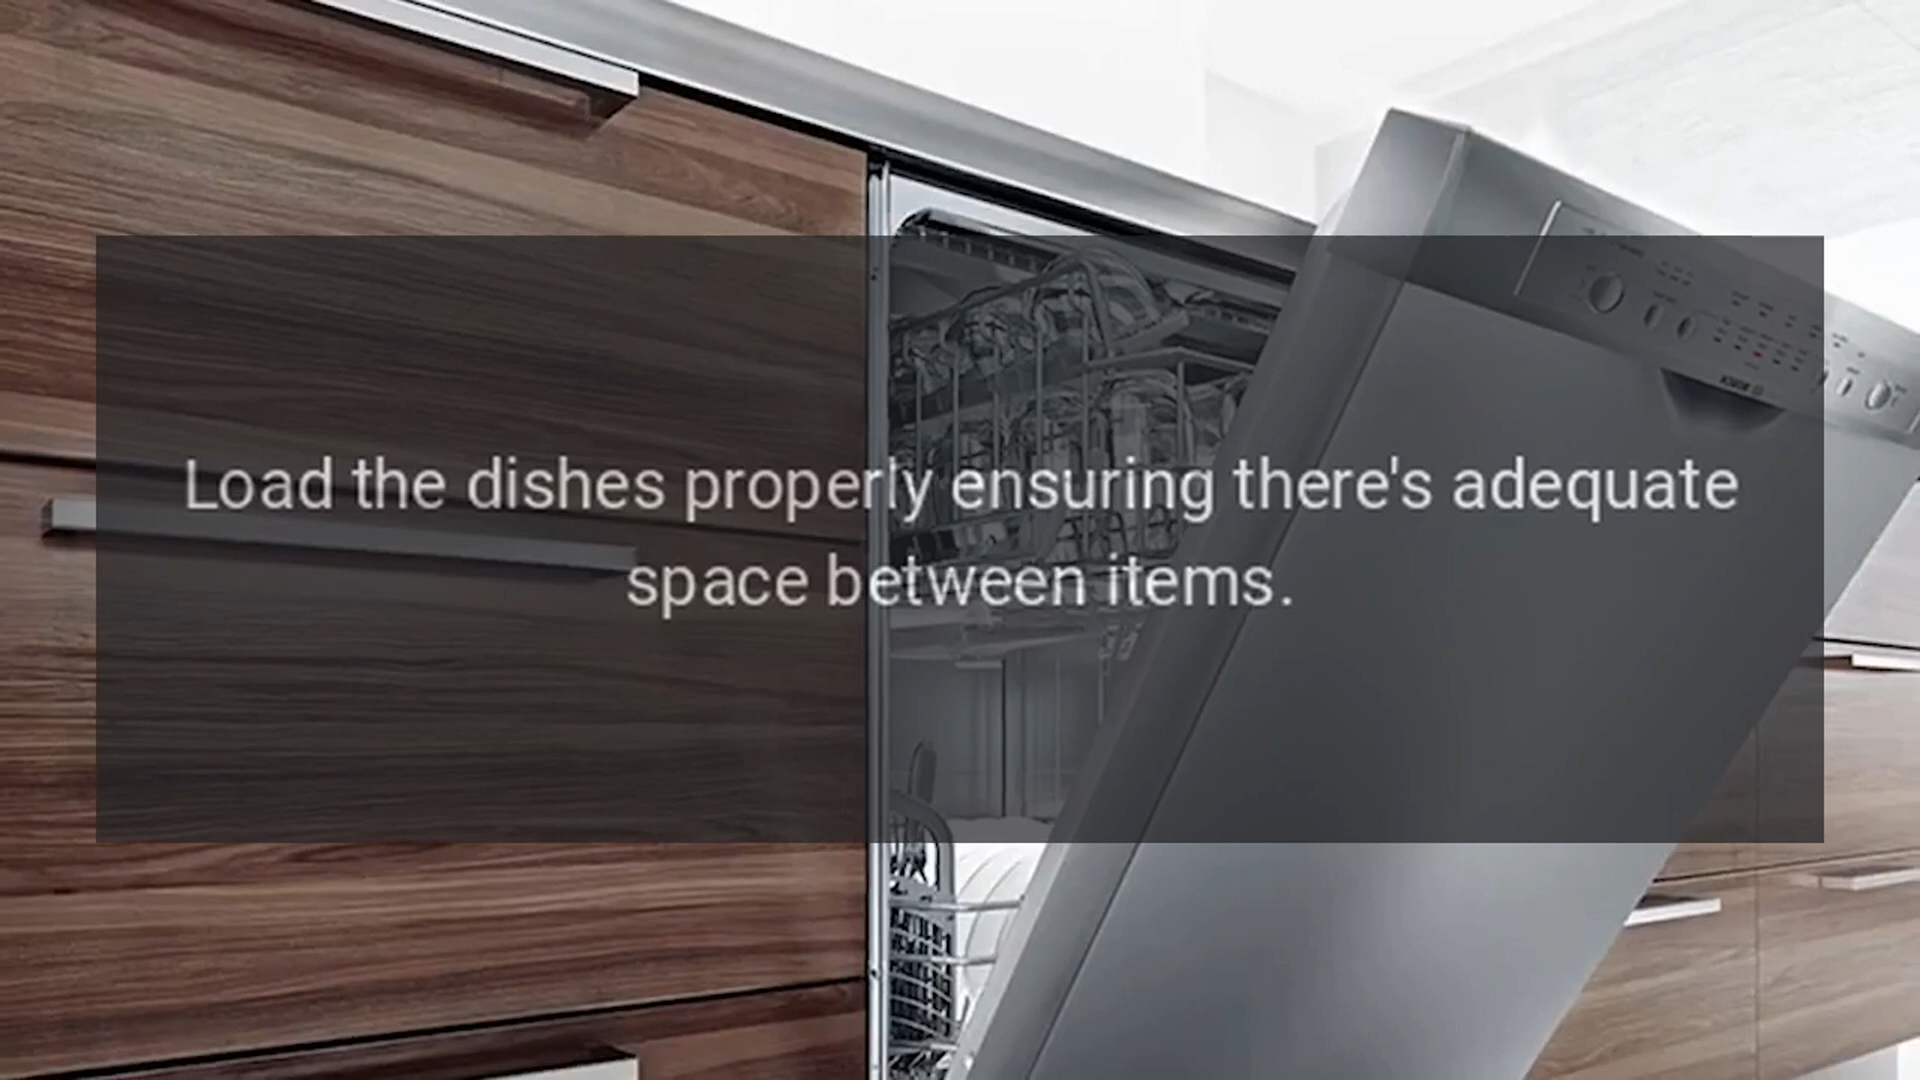 Load the dishes properly ensuring there's adequate
space between items.